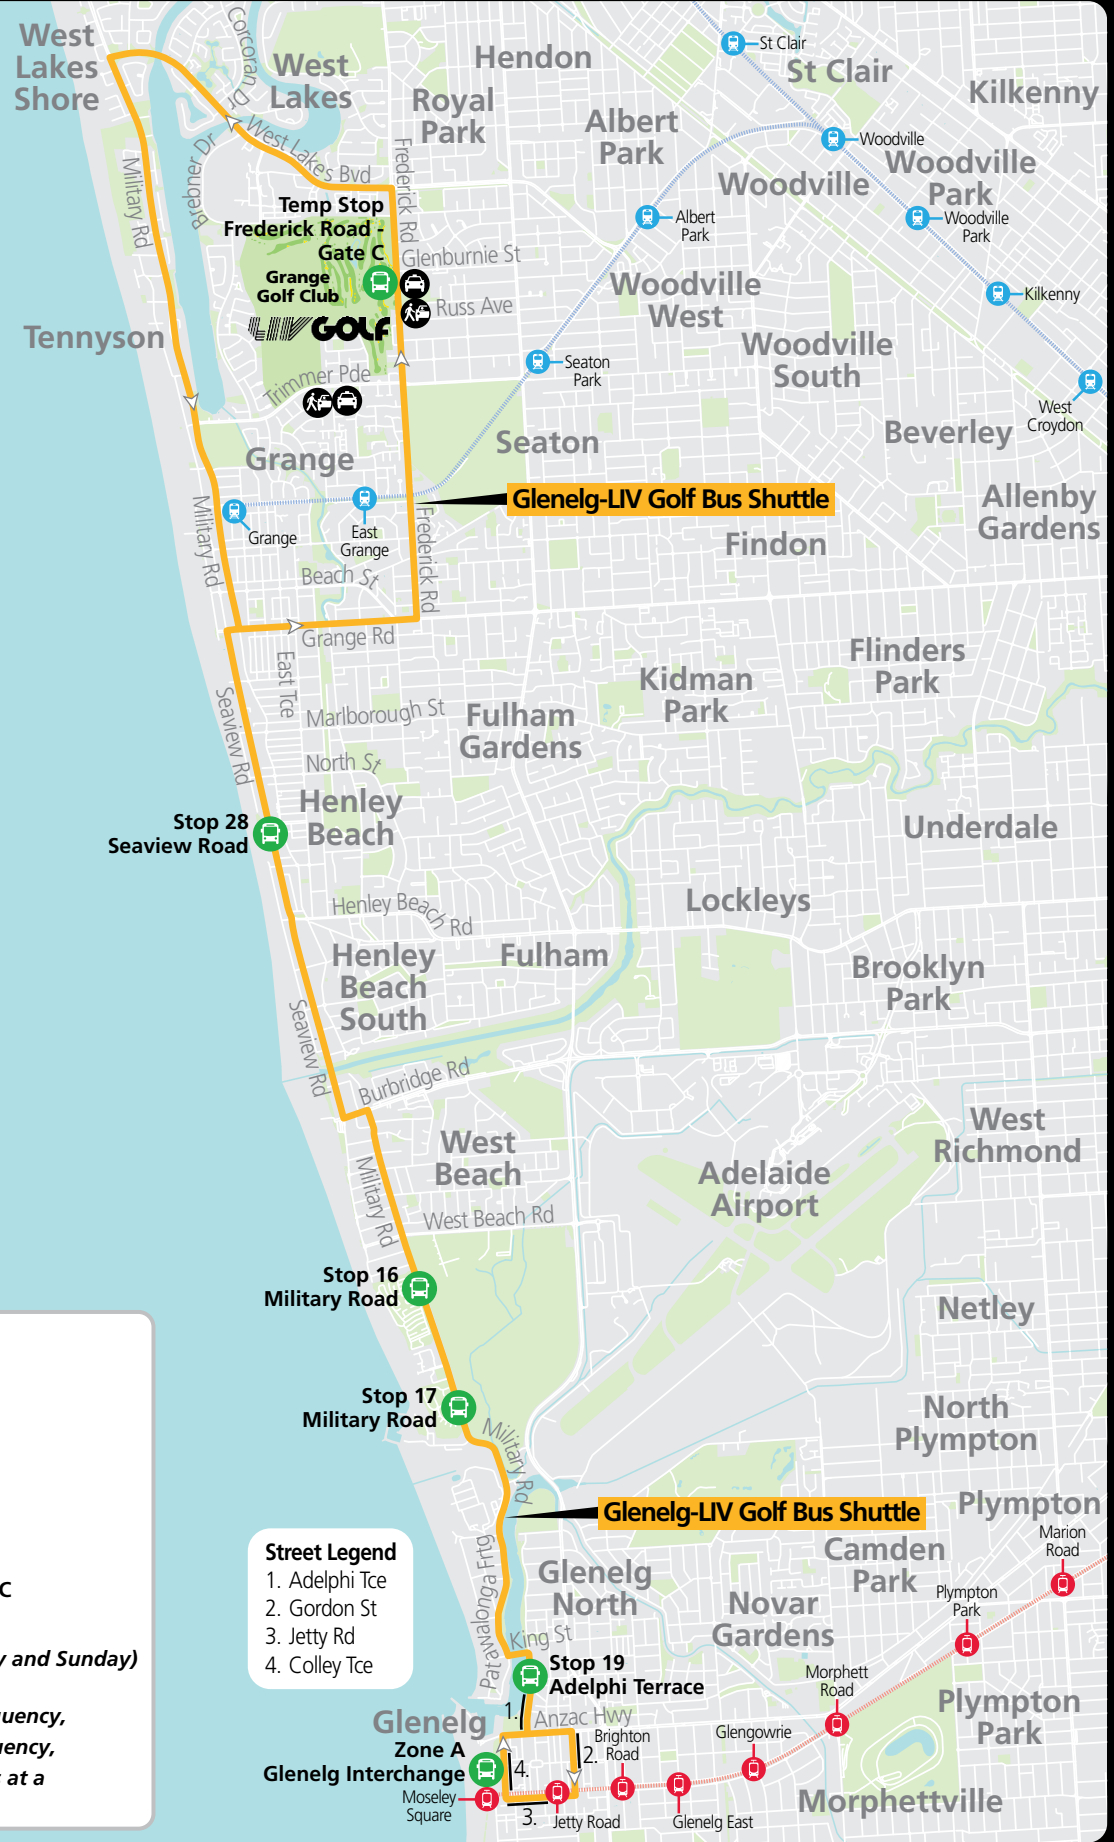 West
Lakes
Shore
Corcoran Dr
West
Lakes
Hendon
St Clair
St Clair
Kilkenny
Royal
Park
Albert
Park
Woodville
Woodville
Park
Woodville
Woodville
Park
Military Rd
Brebner Dr
West Lakes Blvd
Frederick Rd
Temp Stop
Frederick Road -
Gate C
Grange
Golf Club
LIV GOLF
Glenburnie St
Russ Ave
Albert
Park
Woodville
West
Kilkenny
Tennyson
Trimmer Pde
Seaton
Park
Woodville
South
West
Croydon
Beverley
Grange
Seaton
Glenelg-LIV Golf Bus Shuttle
Allenby
Gardens
Military Rd
Grange
East
Grange
Frederick Rd
Findon
Beach St
Grange Rd
East Tce
Flinders
Park
Kidman
Park
Seaview Rd
Marlborough St
Fulham
Gardens
North St
Stop 28
Seaview Road
Henley
Beach
Underdale
Henley Beach Rd
Lockleys
Henley
Beach
South
Fulham
Brooklyn
Park
Seaview Rd
Burbridge Rd
West
Beach
West
Richmond
Adelaide
Airport
Military Rd
West Beach Rd
Stop 16
Military Road
Netley
Stop 17
Military Road
Military Rd
North
Plympton
Glenelg-LIV Golf Bus Shuttle
Plympton
Marion
Road
Street Legend
1. Adelphi Tce
2. Gordon St
3. Jetty Rd
4. Colley Tce
Patawalonga Frtg
Glenelg
North
Camden
Park
Plympton
Park
Novar
Gardens
King St
Stop 19
Adelphi Terrace
Morphett
Road
Plympton
Park
1.
Anzac Hwy
Glenelg
Zone A
Glenelg Interchange
Brighton
Road
Glengowrie
2.
4.
Moseley
Square
3.
Jetty Road
Glenelg East
Morphettville
C
y and Sunday)
uency,
uency,
at a